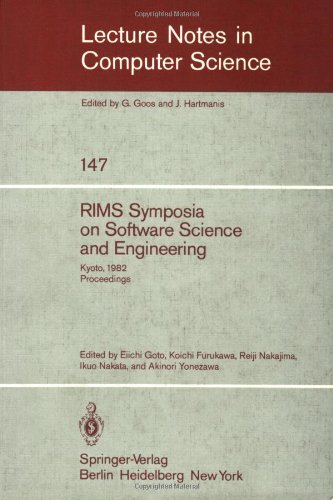 Lecture Notes in
Computer Science
Edited by G. Goos and J. Hartmanis
147
RIMS Symposia
on Software Science
and Engineering
Kyoto, 1982
Proceedings
Edited by Eiichi Goto, Koichi Furukawa, Reiji Nakajima,
Ikuo Nakata, and Akinori Yonezawa
Springer-Verlag
Berlin Heidelberg New York